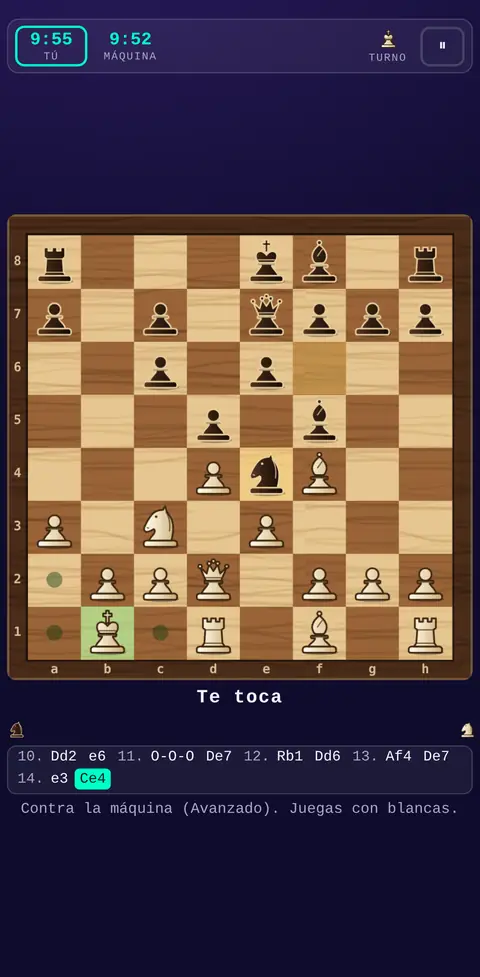 9:55 9:52
TÚ MÁQUINA TURNO
8
7
6
5
4
3
2
1
a b c d e f g h
Te toca
10. Dd2 e6 11. O-O-O De7 12. Rb1 Dd6 13. Af4 De7
14. e3 Ce4
Contra la máquina (Avanzado). Juegas con blancas.